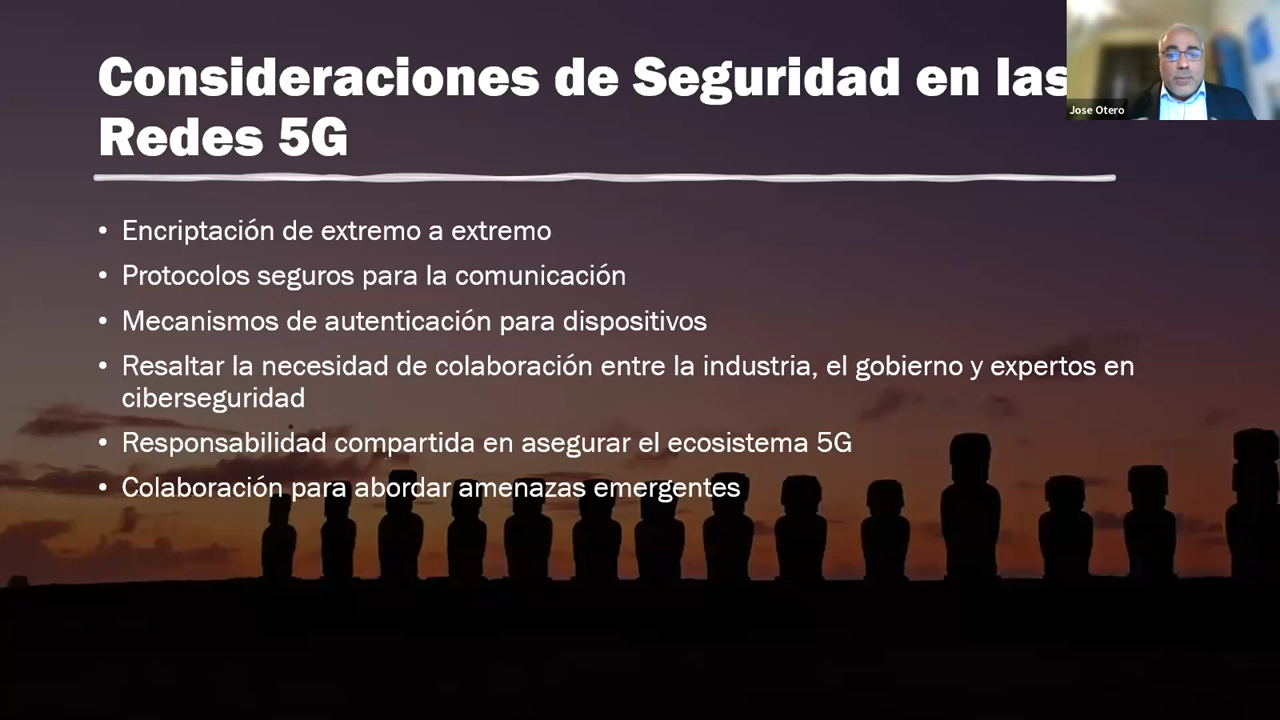 Consideraciones de Seguridad en las
Redes 5G
Jose Otero
• Encriptación de extremo a extremo
• Protocolos seguros para la comunicación
• Mecanismos de autenticación para dispositivos
• Resaltar la necesidad de colaboración entre la industria, el gobierno y expertos en
ciberseguridad
• Responsabilidad compartida en asegurar el ecosistema 5G
• Colaboración para abordar amenazas emergentes